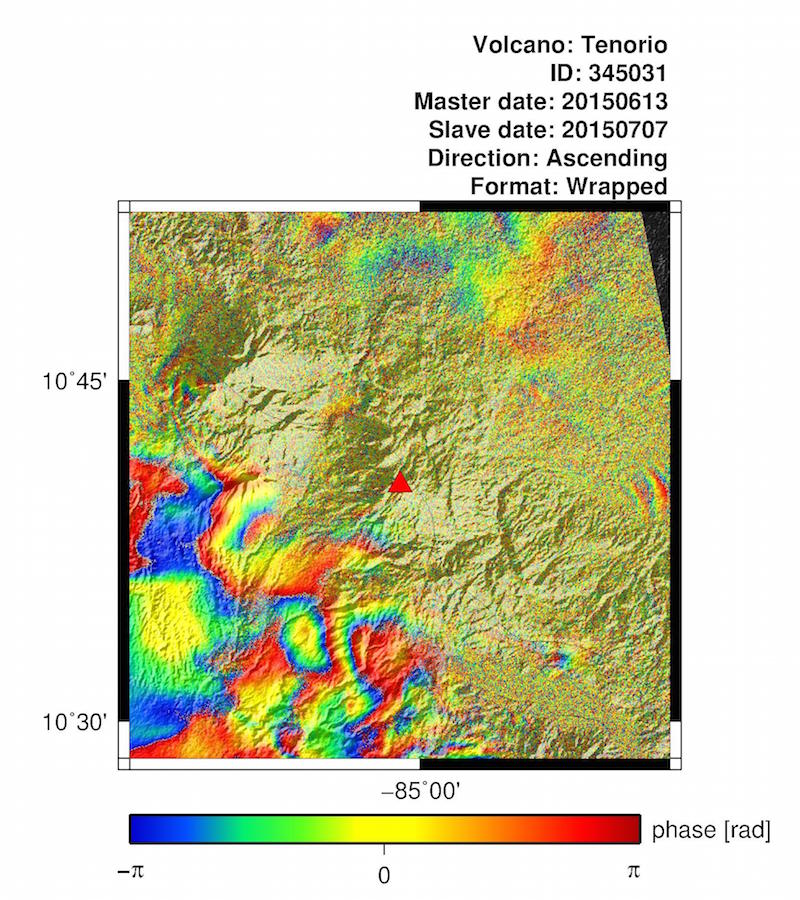 Volcano: Tenorio
ID: 345031
Master date: 20150613
Slave date: 20150707
Direction: Ascending
Format: Wrapped
10°45'
10°30'
−85°00'
phase [rad]
−π
0
π